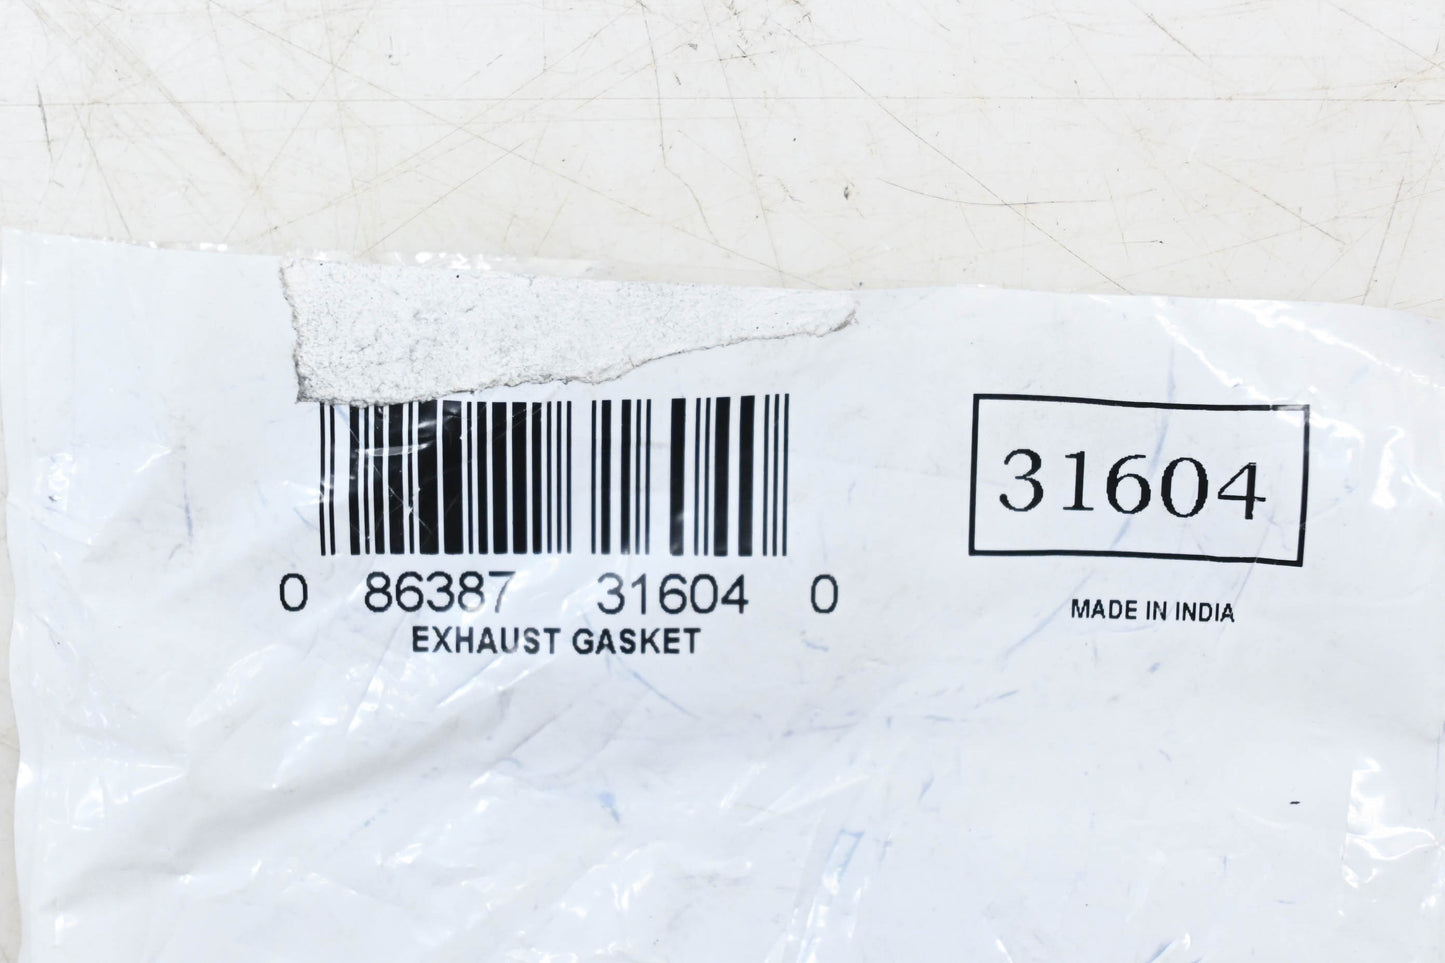 0 86387 31604 0
EXHAUST GASKET
31604
MADE IN INDIA